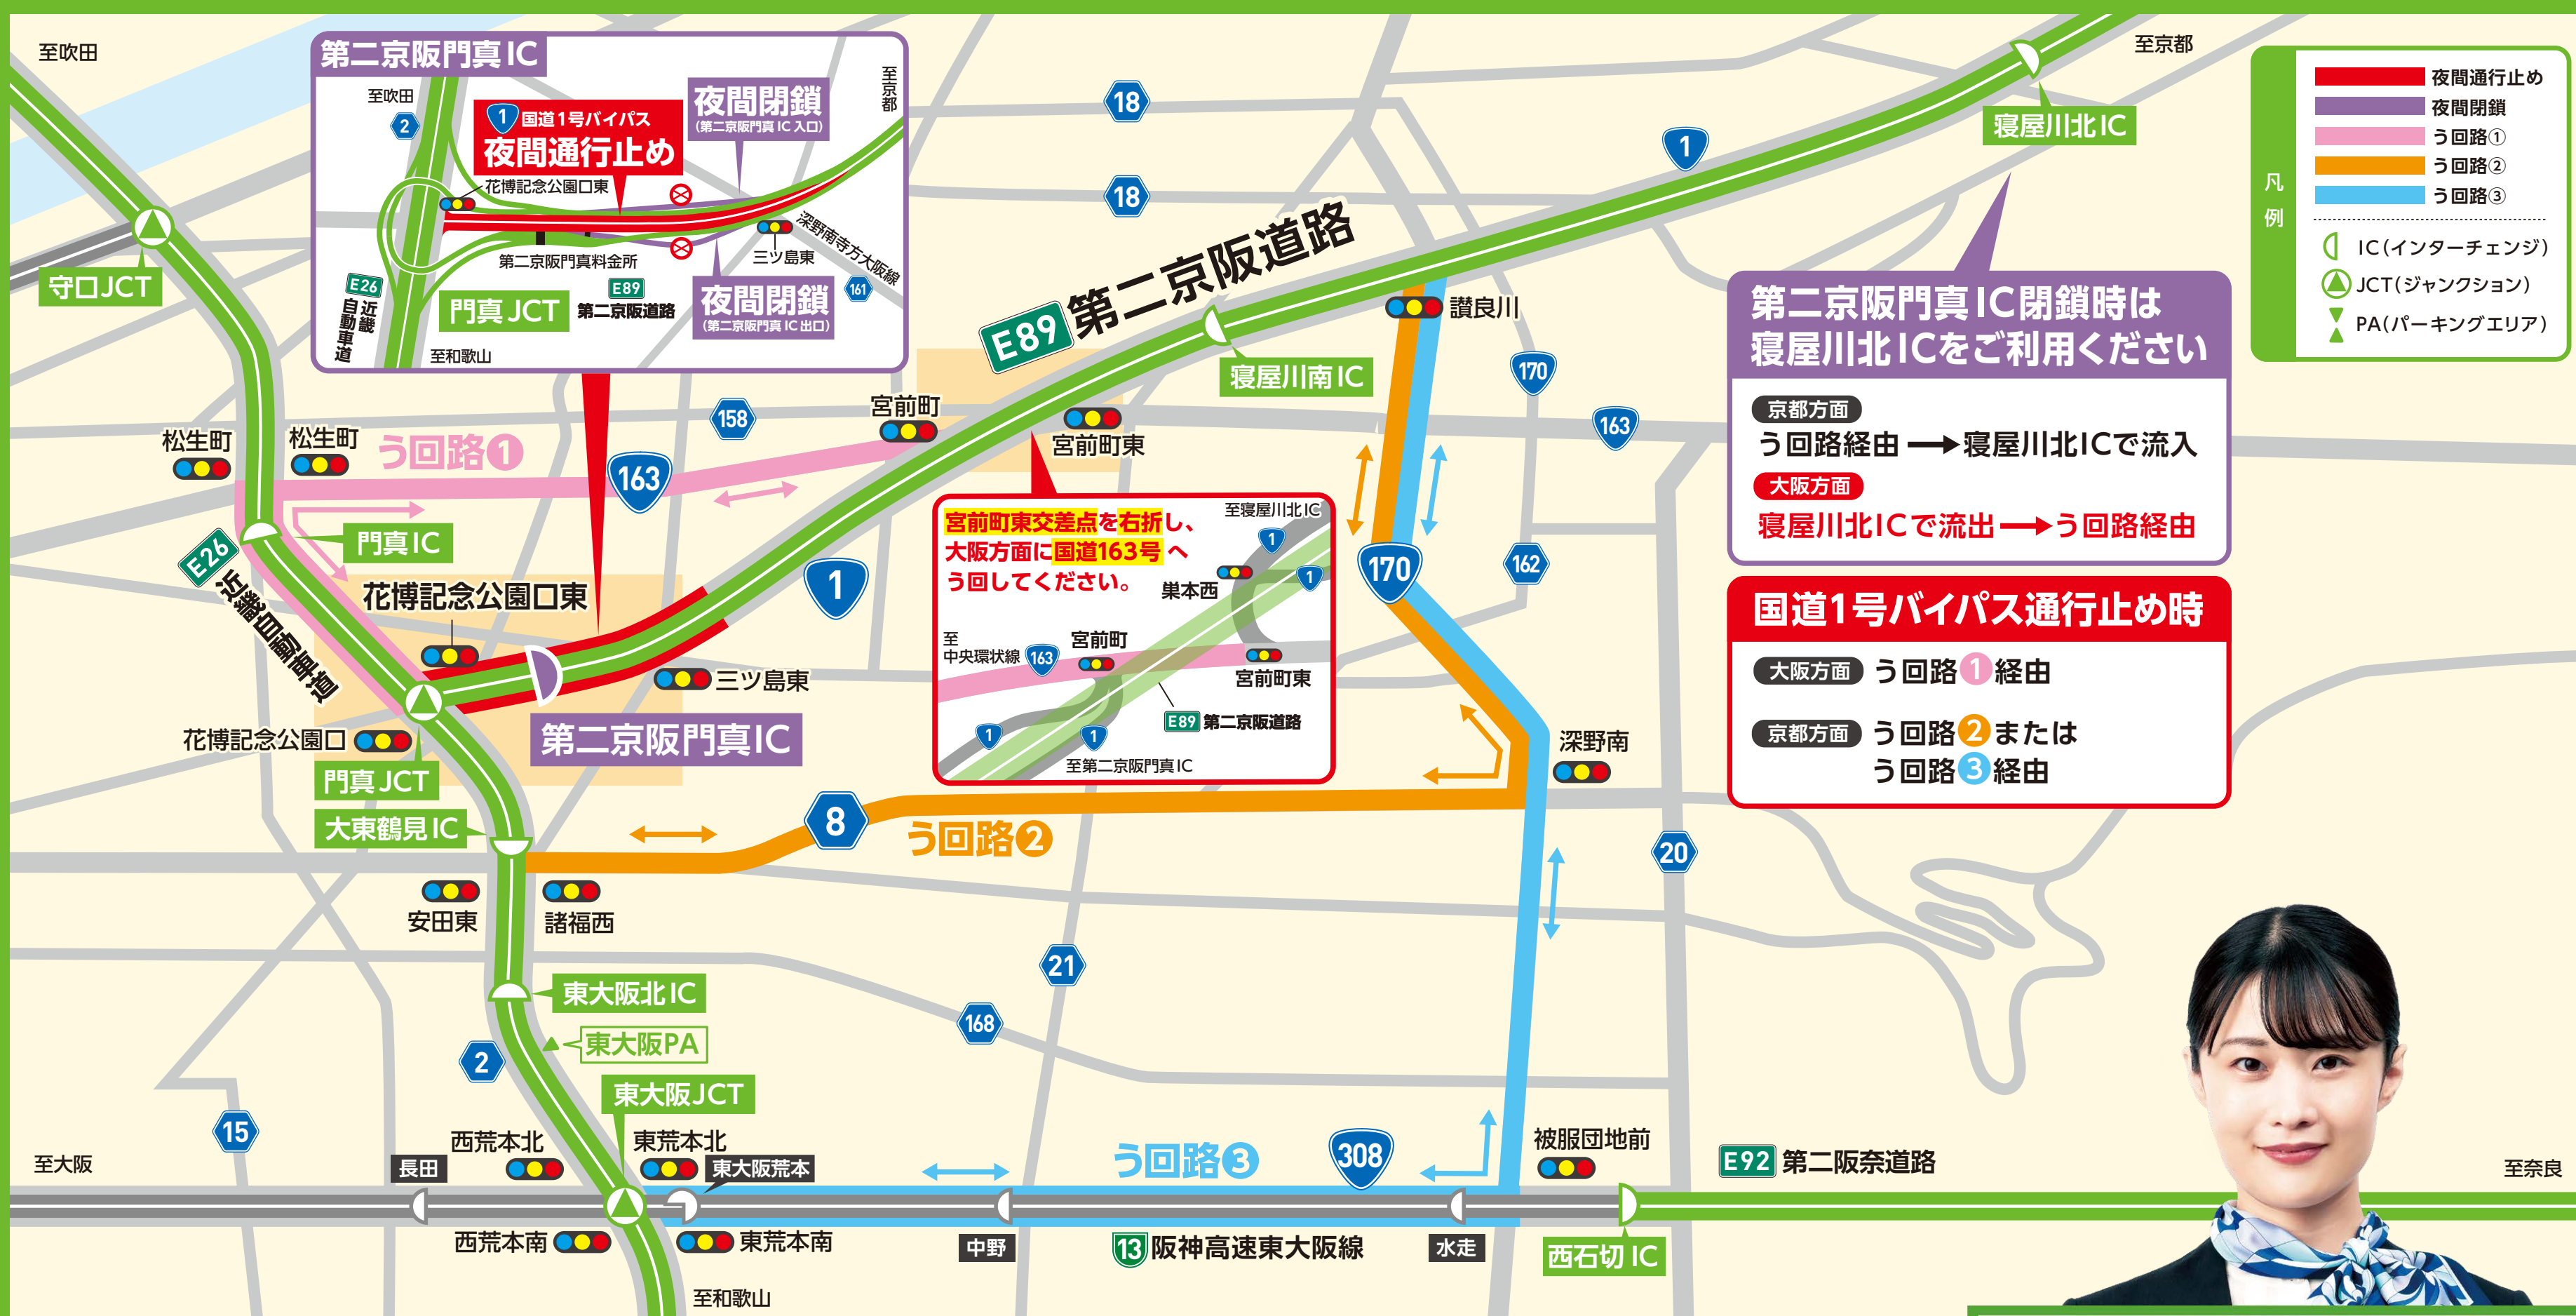 至吹田
守口JCT
第二京阪門真IC
至吹田
2
1 国道1号バイパス
夜間通行止め
夜間閉鎖
(第二京阪門真IC入口)
至京都
花博記念公園口東
第二京阪門真料金所
三ツ島東
深野南寺方大阪線
161
E26
近畿自動車道
門真JCT
E89
第二京阪道路
夜間閉鎖
(第二京阪門真IC出口)
至和歌山
18
18
1
至京都
寝屋川北IC
凡例
夜間通行止め
夜間閉鎖
う回路①
う回路②
う回路③
IC(インターチェンジ)
JCT(ジャンクション)
PA(パーキングエリア)
E89 第二京阪道路
讃良川
寝屋川南IC
170
163
第二京阪門真IC閉鎖時は
寝屋川北ICをご利用ください
京都方面
う回路経由→寝屋川北ICで流入
大阪方面
寝屋川北ICで流出→う回路経由
国道1号バイパス通行止め時
大阪方面 う回路1経由
京都方面 う回路2または
う回路3経由
松生町
松生町
う回路1
158
宮前町
宮前町東
163
門真IC
E26
近畿自動車道
花博記念公園口東
1
三ツ島東
第二京阪門真IC
花博記念公園口
門真JCT
大東鶴見IC
宮前町東交差点を右折し、
大阪方面に国道163号へ
う回してください。
至寝屋川北IC
1
1
巣本西
至
中央環状線
163
宮前町
宮前町東
E89 第二京阪道路
1
1
至第二京阪門真IC
170
162
深野南
8
う回路2
20
安田東
諸福西
21
168
東大阪北IC
東大阪PA
2
東大阪JCT
15
至大阪
長田
西荒本北
東荒本北
東大阪荒本
西荒本南
東荒本南
う回路3
308
被服団地前
E92 第二阪奈道路
至奈良
中野
13 阪神高速東大阪線
水走
西石切IC
至和歌山